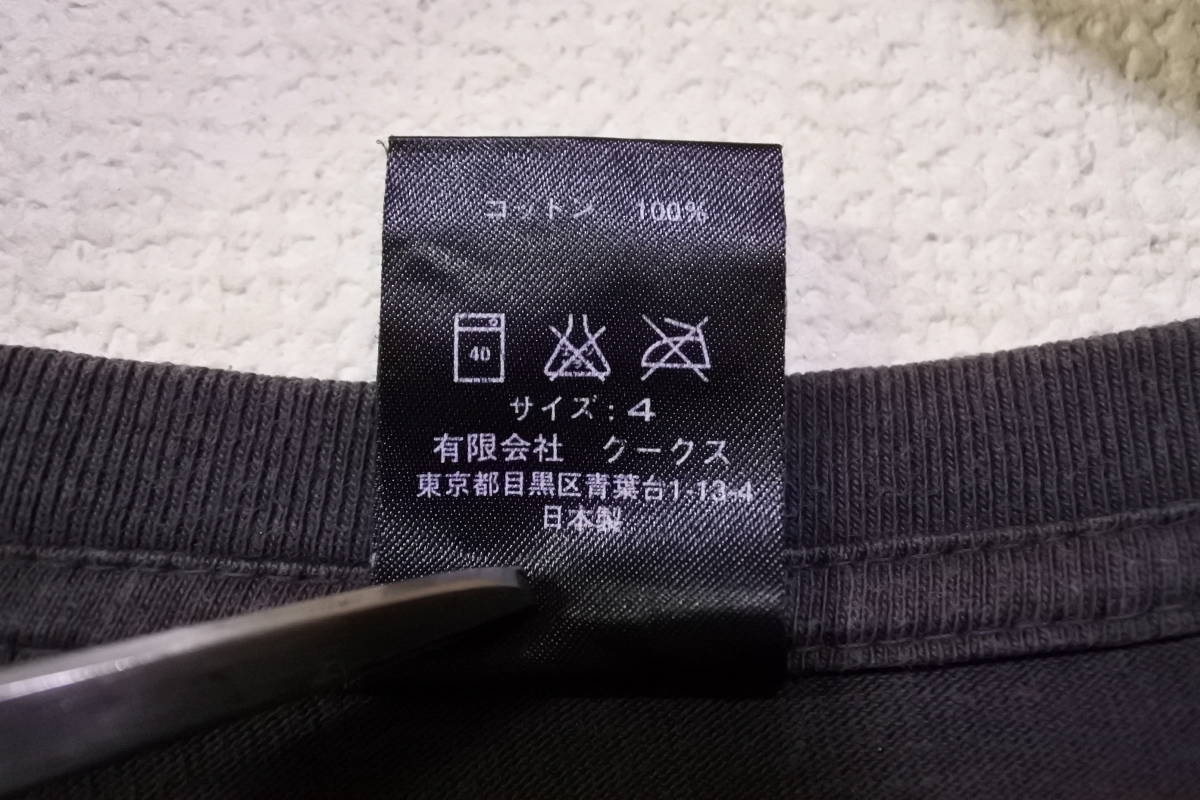 コットン 100%
40
サイズ : 4
有限会社 クークス
東京都目黒区青葉台1-13-4
日本製